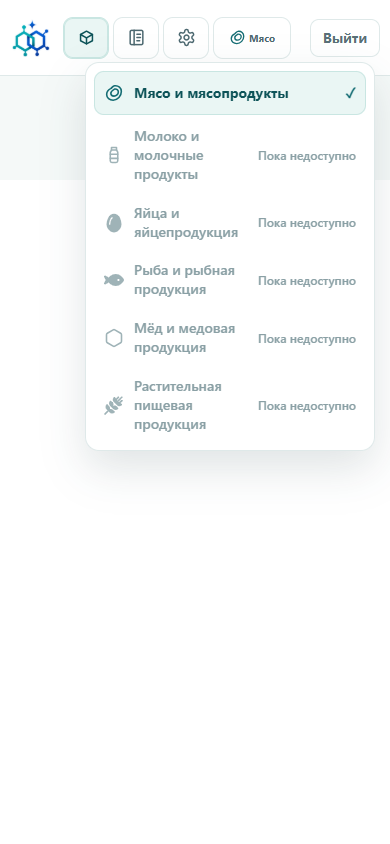 Мясо
Выйти
Мясо и мясопродукты
Молоко и
молочные
продукты
Пока недоступно
Яйца и
яйцепродукция
Пока недоступно
Рыба и рыбная
продукция
Пока недоступно
Мёд и медовая
продукция
Пока недоступно
Растительная
пищевая
продукция
Пока недоступно